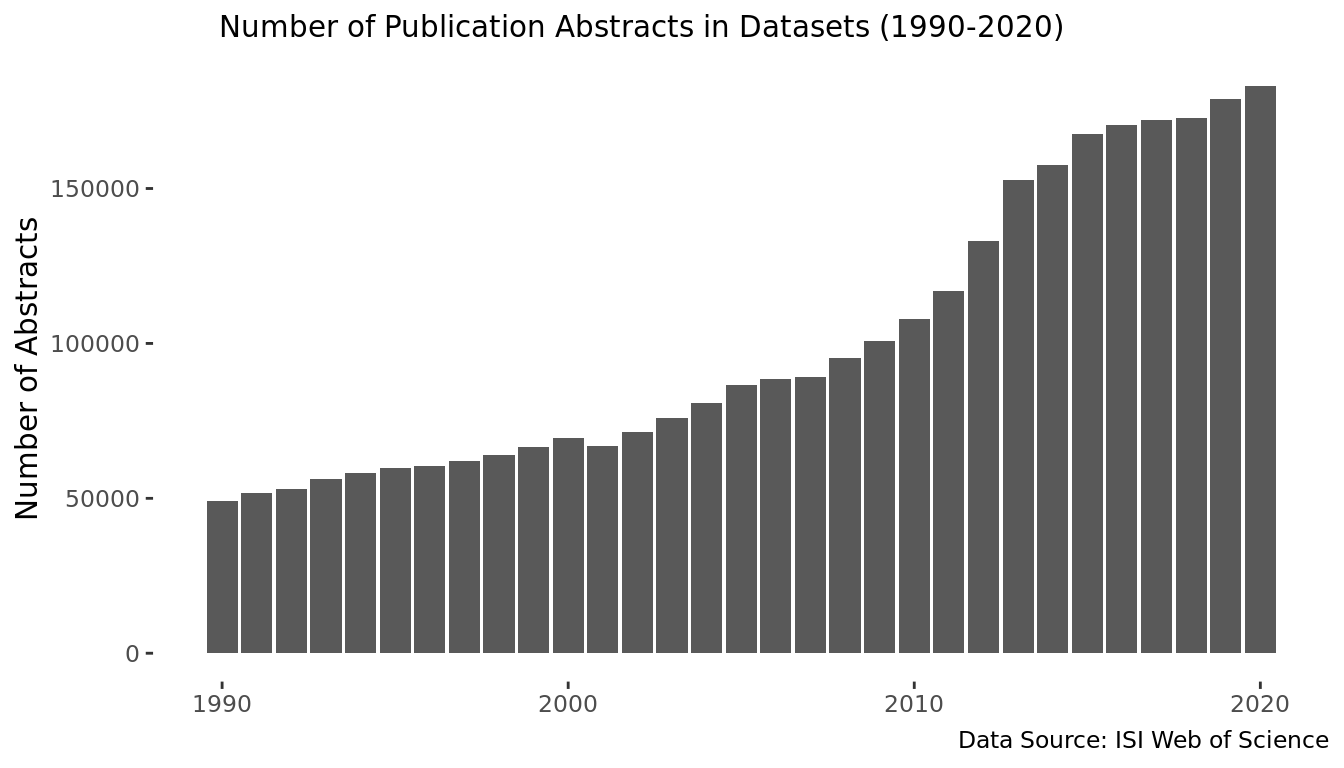 Number of Publication Abstracts in Datasets (1990-2020)
Number of Abstracts
150000
100000
50000
0
1990 2000 2010 2020
Data Source: ISI Web of Science